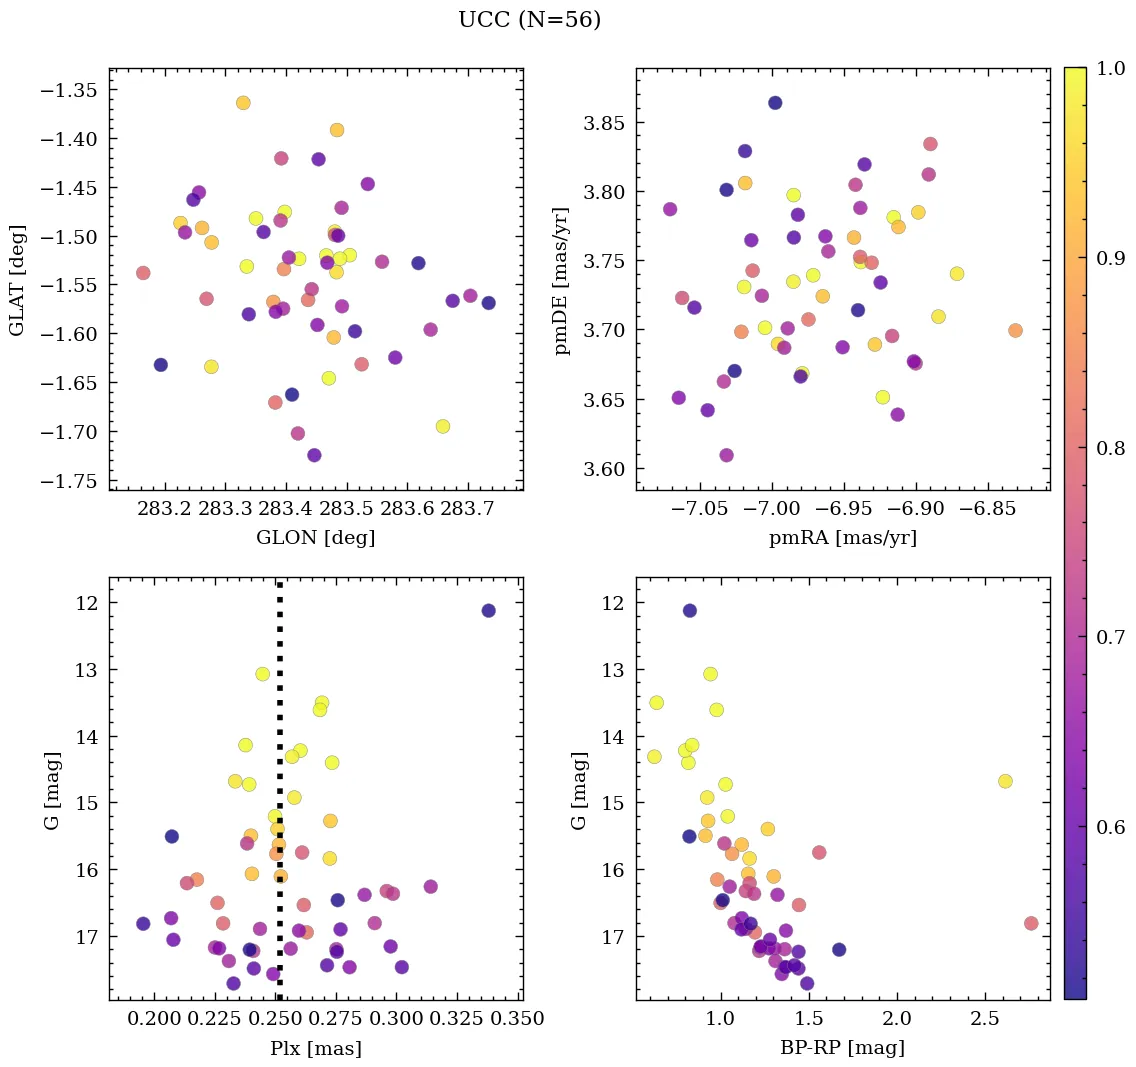 UCC (N=56)
−1.35
−1.40
−1.45
−1.50
−1.55
−1.60
−1.65
−1.70
−1.75
GLAT [deg]
283.2 283.3 283.4 283.5 283.6 283.7
GLON [deg]
3.85
3.80
3.75
3.70
3.65
3.60
pmDE [mas/yr]
−7.05 −7.00 −6.95 −6.90 −6.85
pmRA [mas/yr]
12
13
14
15
16
17
G [mag]
0.200 0.225 0.250 0.275 0.300 0.325 0.350
Plx [mas]
12
13
14
15
16
17
G [mag]
1.0 1.5 2.0 2.5
BP-RP [mag]
1.0
0.9
0.8
0.7
0.6